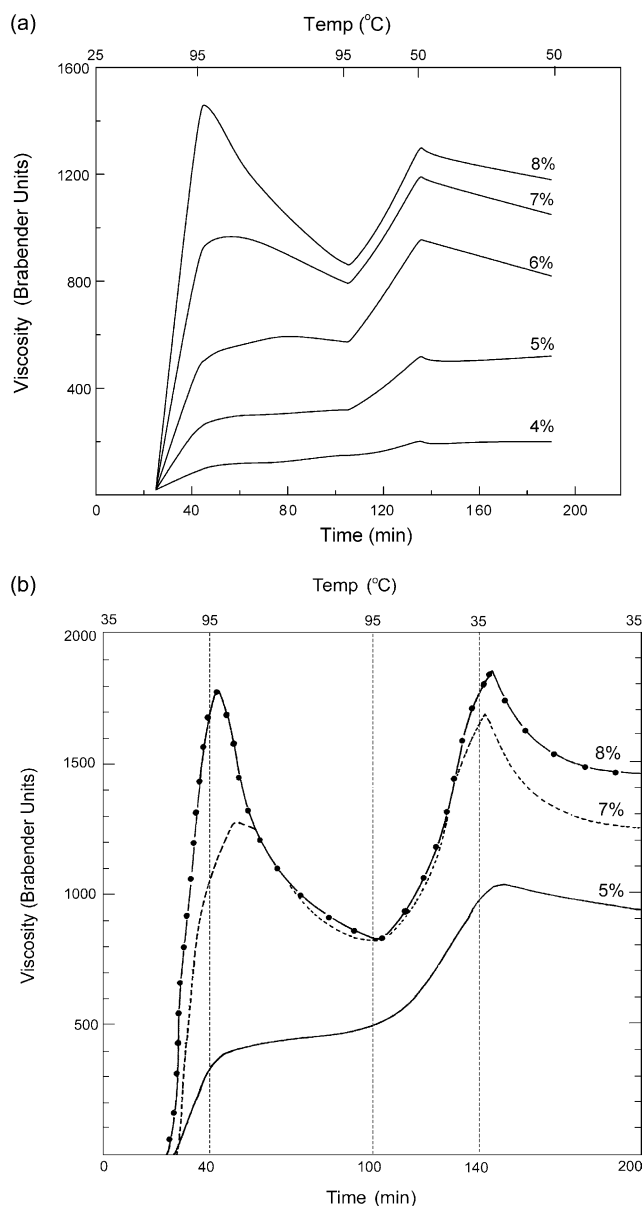 (a)
Temp (°C)
25 95 95 50 50
1600
1200
800
400
Viscosity (Brabender Units)
8%
7%
6%
5%
4%
0 40 80 120 160 200
Time (min)
(b)
Temp (°C)
35 95 95 35 35
2000
1500
1000
500
Viscosity (Brabender Units)
8%
7%
5%
0 40 100 140 200
Time (min)